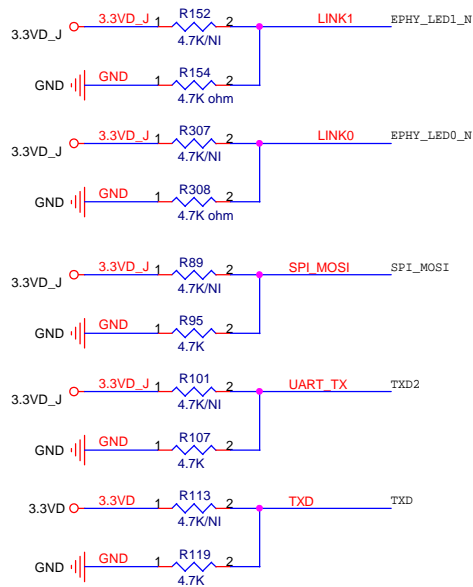 R152
3.3VD_J 3.3VD_J 1 2 LINK1 EPHY_LED1_N
4.7K/NI
R154
GND GND 1 2
4.7K ohm
R307
3.3VD_J 3.3VD_J 1 2 LINK0 EPHY_LED0_N
4.7K/NI
R308
GND GND 1 2
4.7K ohm
R89
3.3VD_J 3.3VD_J 1 2 SPI_MOSI SPI_MOSI
4.7K/NI
R95
GND GND 1 2
4.7K
R101
3.3VD_J 3.3VD_J 1 2 UART_TX TXD2
4.7K/NI
R107
GND GND 1 2
4.7K
R113
3.3VD 3.3VD 1 2 TXD TXD
4.7K/NI
R119
GND GND 1 2
4.7K